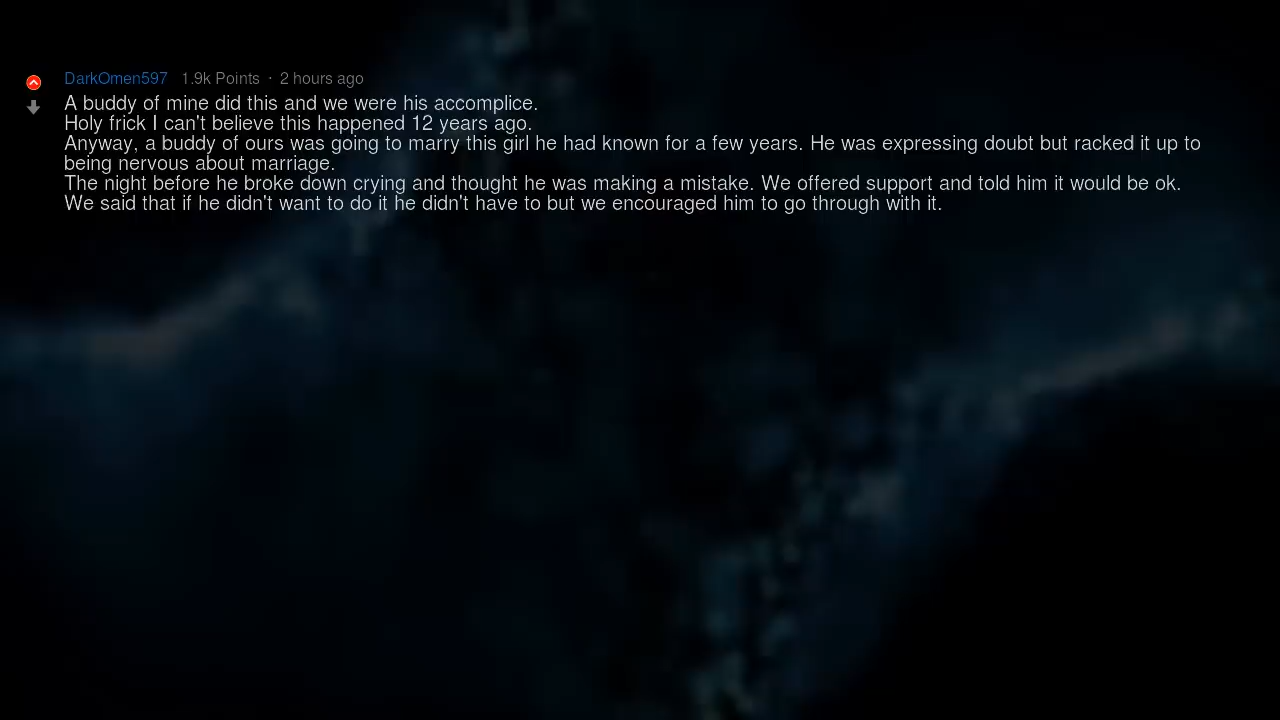 DarkOmen597 1.9k Points · 2 hours ago
A buddy of mine did this and we were his accomplice.
Holy frick I can't believe this happened 12 years ago.
Anyway, a buddy of ours was going to marry this girl he had known for a few years. He was expressing doubt but racked it up to
being nervous about marriage.
The night before he broke down crying and thought he was making a mistake. We offered support and told him it would be ok.
We said that if he didn't want to do it he didn't have to but we encouraged him to go through with it.